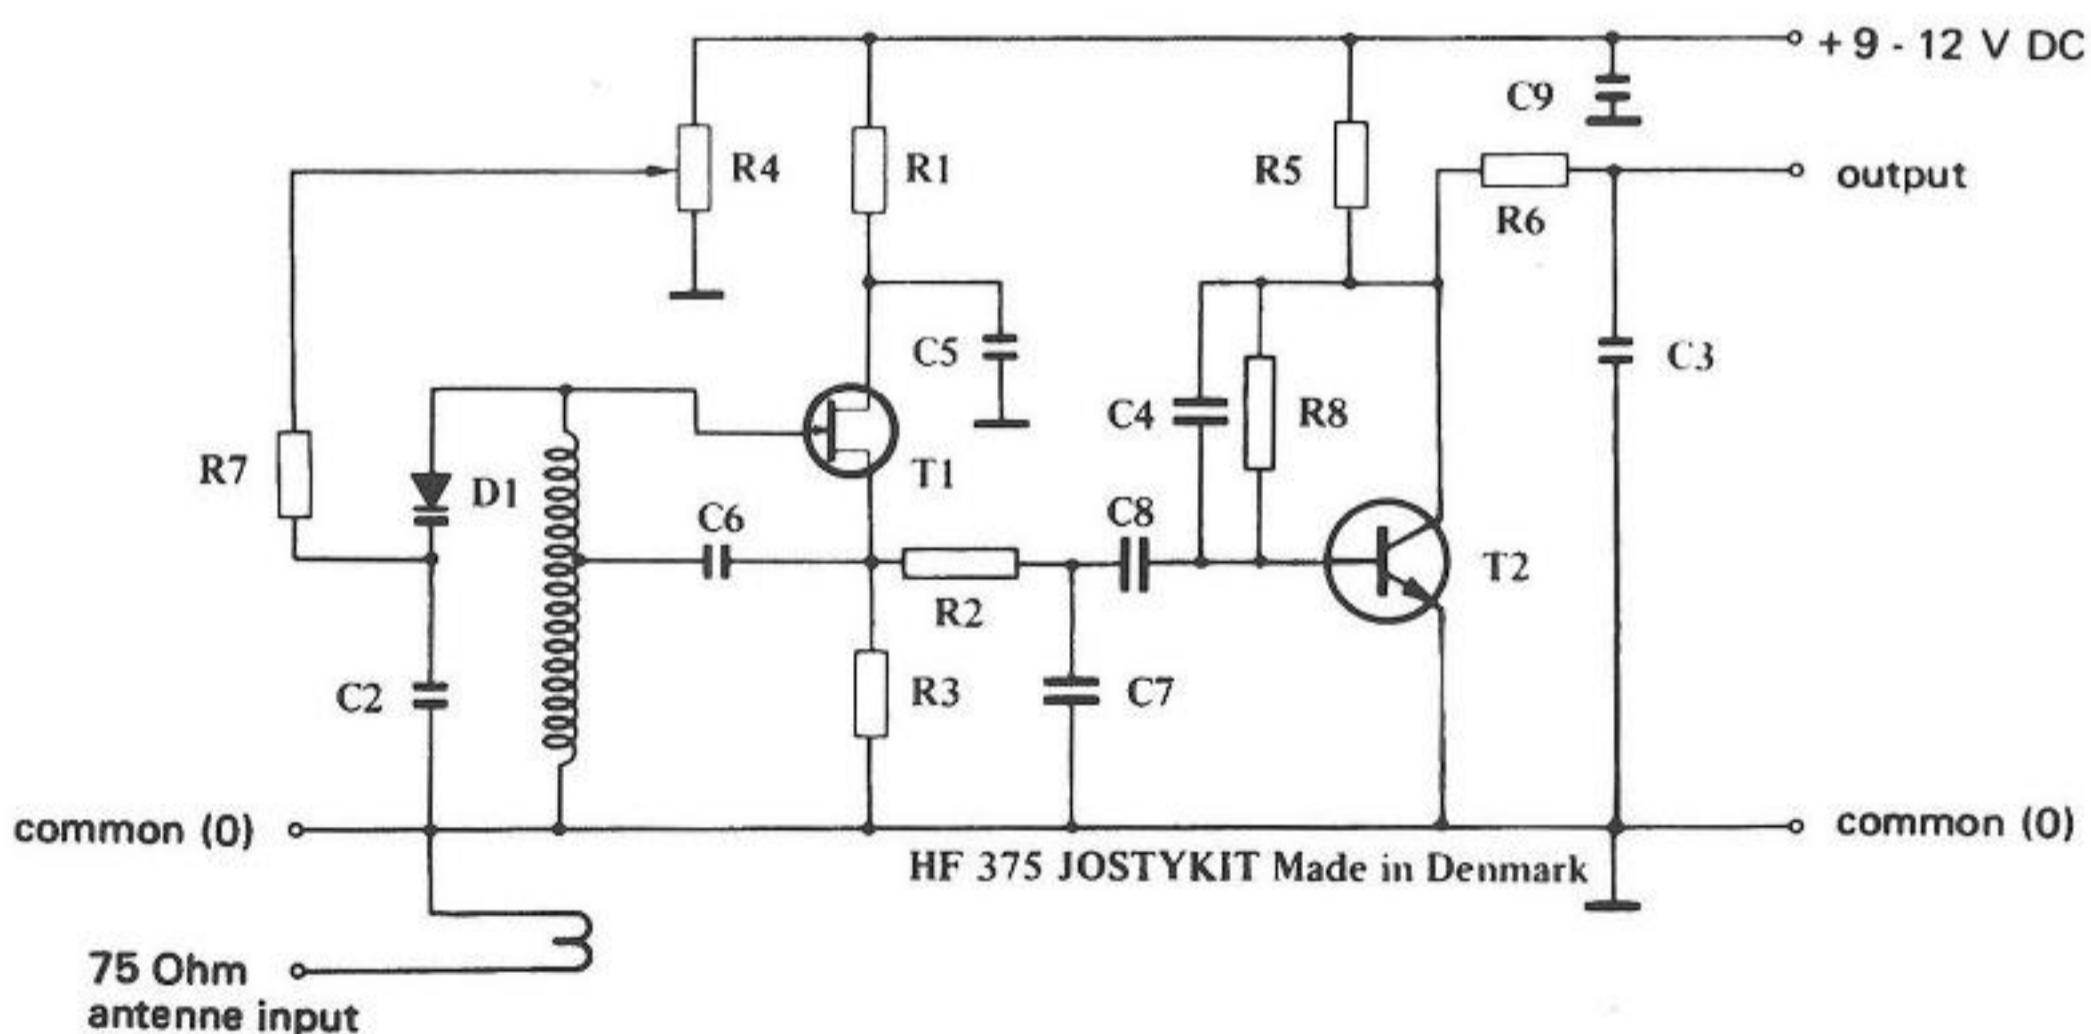 + 9 - 12 V DC
C9
R4
R1
R5
output
R6
C5
C3
C4
R8
R7
D1
T1
C6
C8
T2
R2
C2
R3
C7
common (0)
common (0)
HF 375 JOSTYKIT Made in Denmark
75 Ohm
antenne input